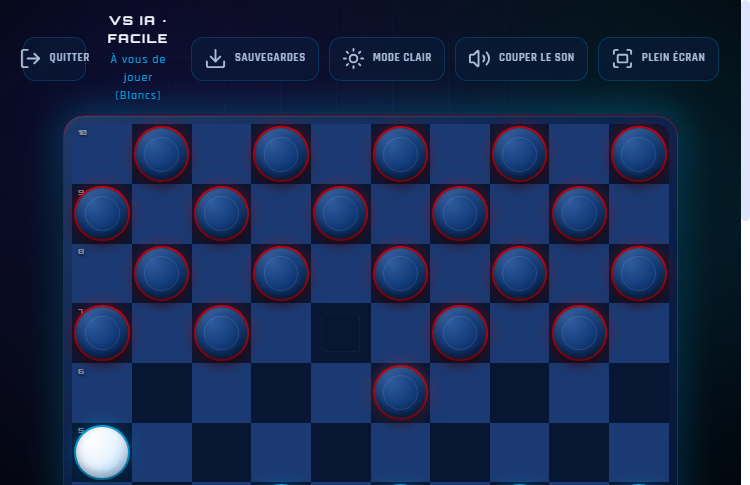 VS IA ·
FACILE
À vous de
jouer
(Blancs)
QUITTER
SAUVEGARDES
MODE CLAIR
COUPER LE SON
PLEIN ÉCRAN
10
9
8
7
6
5